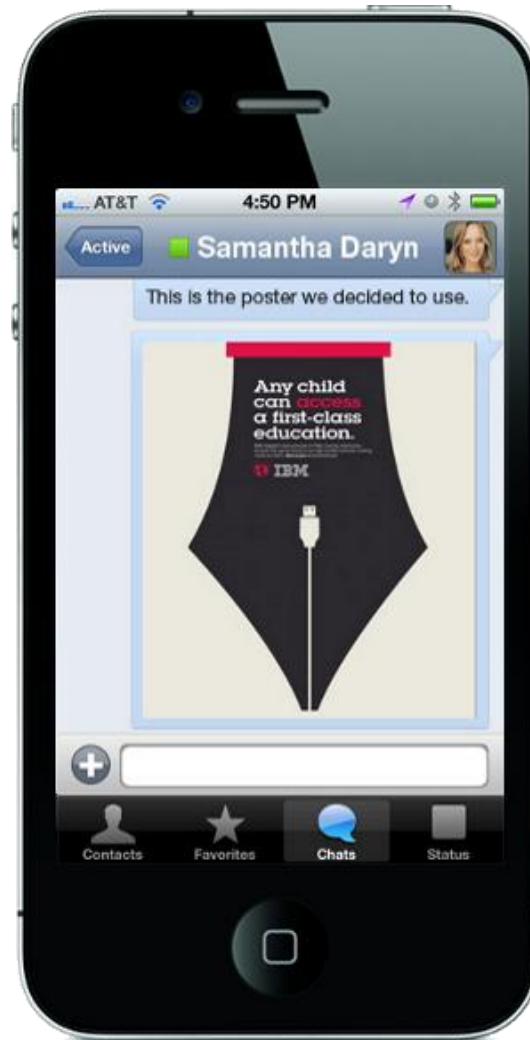 AT&T
4:50 PM
Active
Samantha Daryn
This is the poster we decided to use.
Any child
can access
a first-class
education.
IBM
Contacts
Favorites
Chats
Status